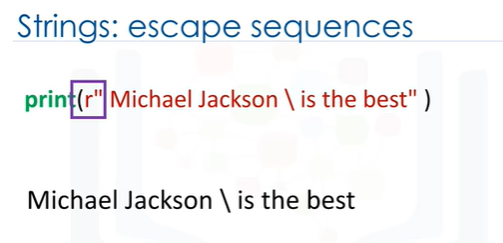 Strings: escape sequences
print(r" Michael Jackson \ is the best" )
Michael Jackson \ is the best